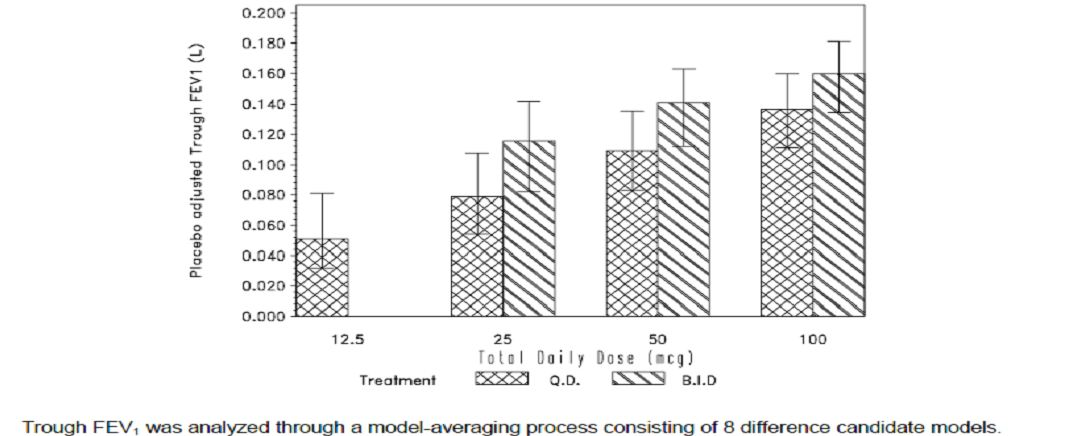 0.200
0.180
0.160
0.140
0.120
0.100
0.080
0.060
0.040
0.020
0.000
Placebo adjusted Trough FEV1 (L)
12.5 25 50 100
Total Daily Dose (mcg)
Treatment Q.D. B.I.D
Trough FEV₁ was analyzed through a model-averaging process consisting of 8 difference candidate models.